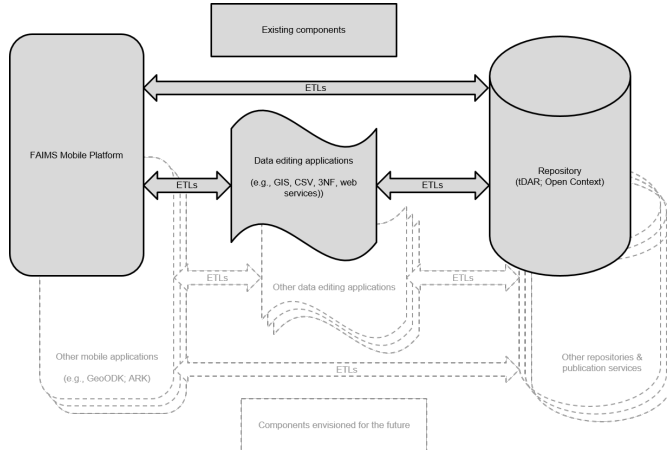 Existing components
ETLs
FAIMS Mobile Platform
Data editing applications
(e.g., GIS, CSV, 3NF, web
services))
Repository
(tDAR; Open Context)
ETLs
ETLs
ETLs
ETLs
Other data editing applications
Other mobile applications
(e.g., GeoODK; ARK)
ETLs
Other repositories &
publication services
Components envisioned for the future